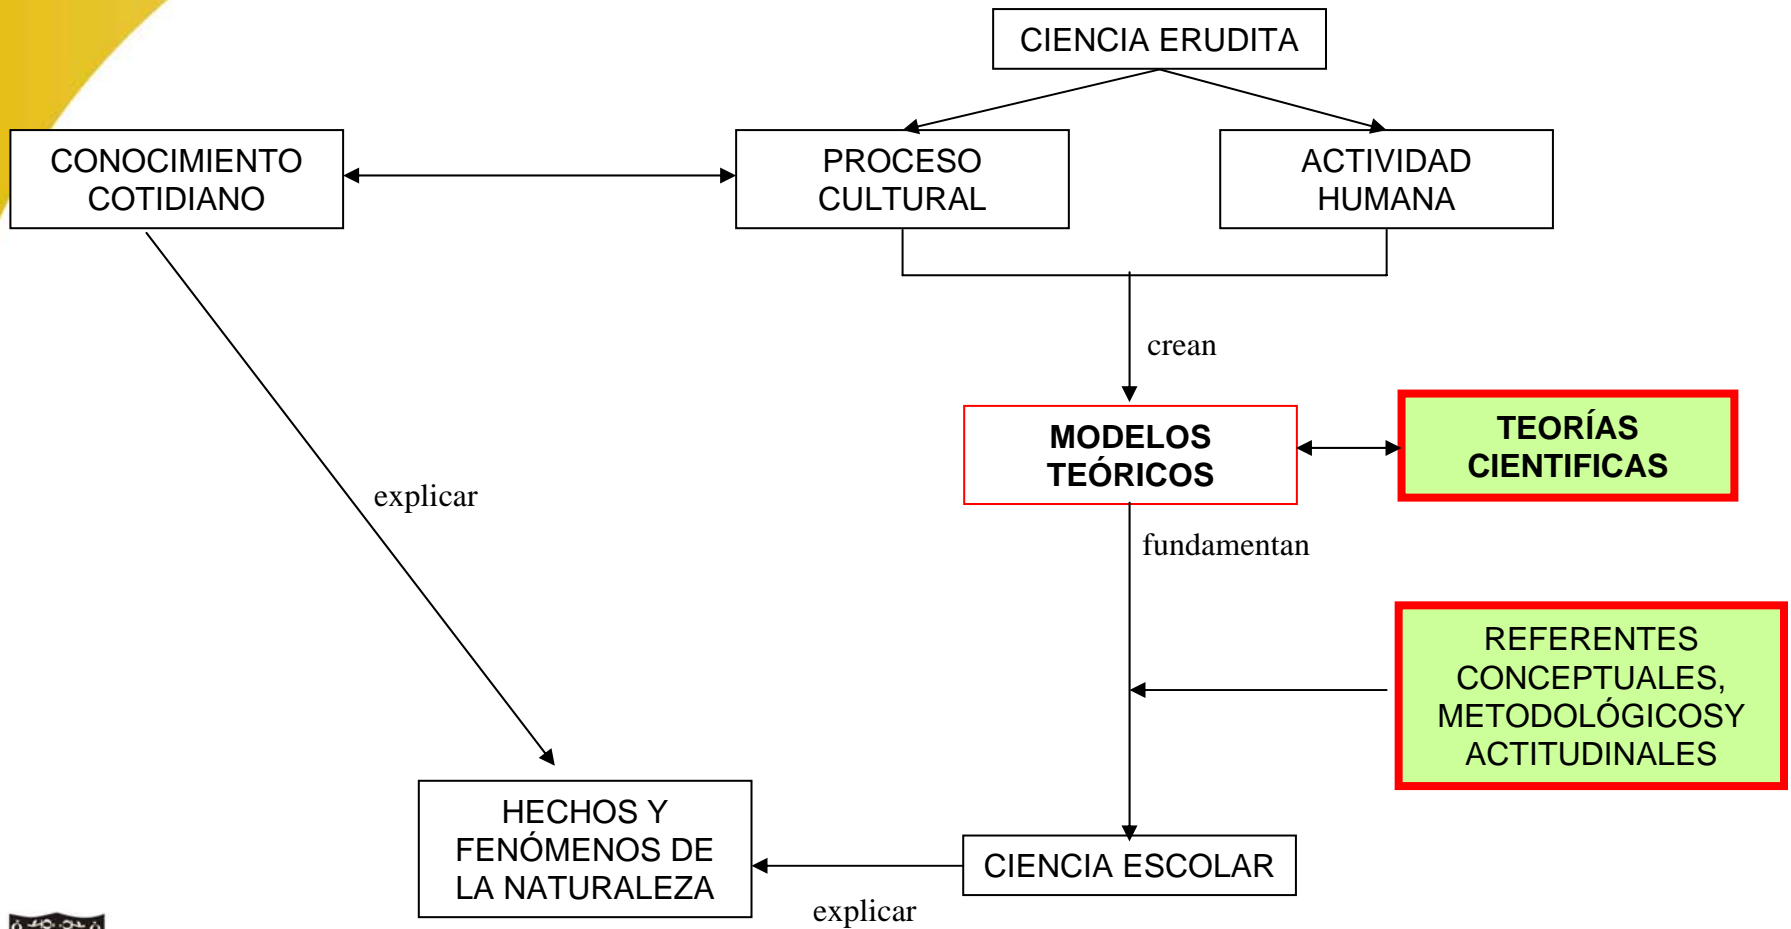 CIENCIA ERUDITA
CONOCIMIENTO
COTIDIANO
PROCESO
CULTURAL
ACTIVIDAD
HUMANA
crean
MODELOS
TEÓRICOS
TEORÍAS
CIENTIFICAS
explicar
fundamentan
REFERENTES
CONCEPTUALES,
METODOLÓGICOSY
ACTITUDINALES
HECHOS Y
FENÓMENOS DE
LA NATURALEZA
CIENCIA ESCOLAR
explicar